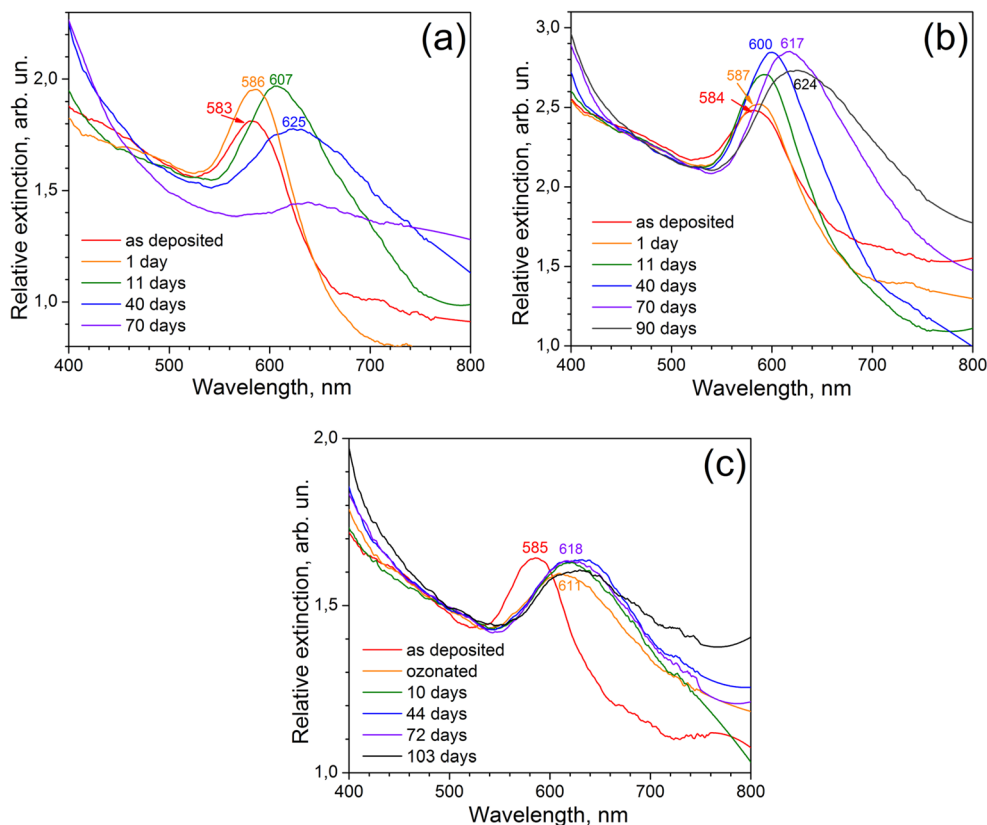 (a)
Relative extinction, arb. un.
2,0
1,5
1,0
583
586
607
625
as deposited
1 day
11 days
40 days
70 days
400 500 600 700 800
Wavelength, nm
(b)
Relative extinction, arb. un.
3,0
2,5
2,0
1,5
1,0
584
587
600
617
624
as deposited
1 day
11 days
40 days
70 days
90 days
400 500 600 700 800
Wavelength, nm
(c)
Relative extinction, arb. un.
2,0
1,5
1,0
585
618
611
as deposited
ozonated
10 days
44 days
72 days
103 days
400 500 600 700 800
Wavelength, nm